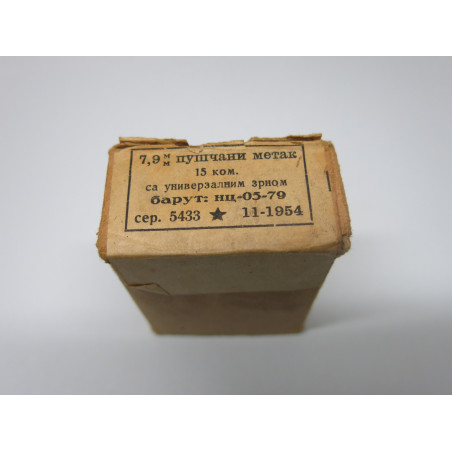 7,9 м/м пушчани метак
15 ком.
са универзалним зрном
барут: нц-05-79
сер. 5433 ★ 11-1954